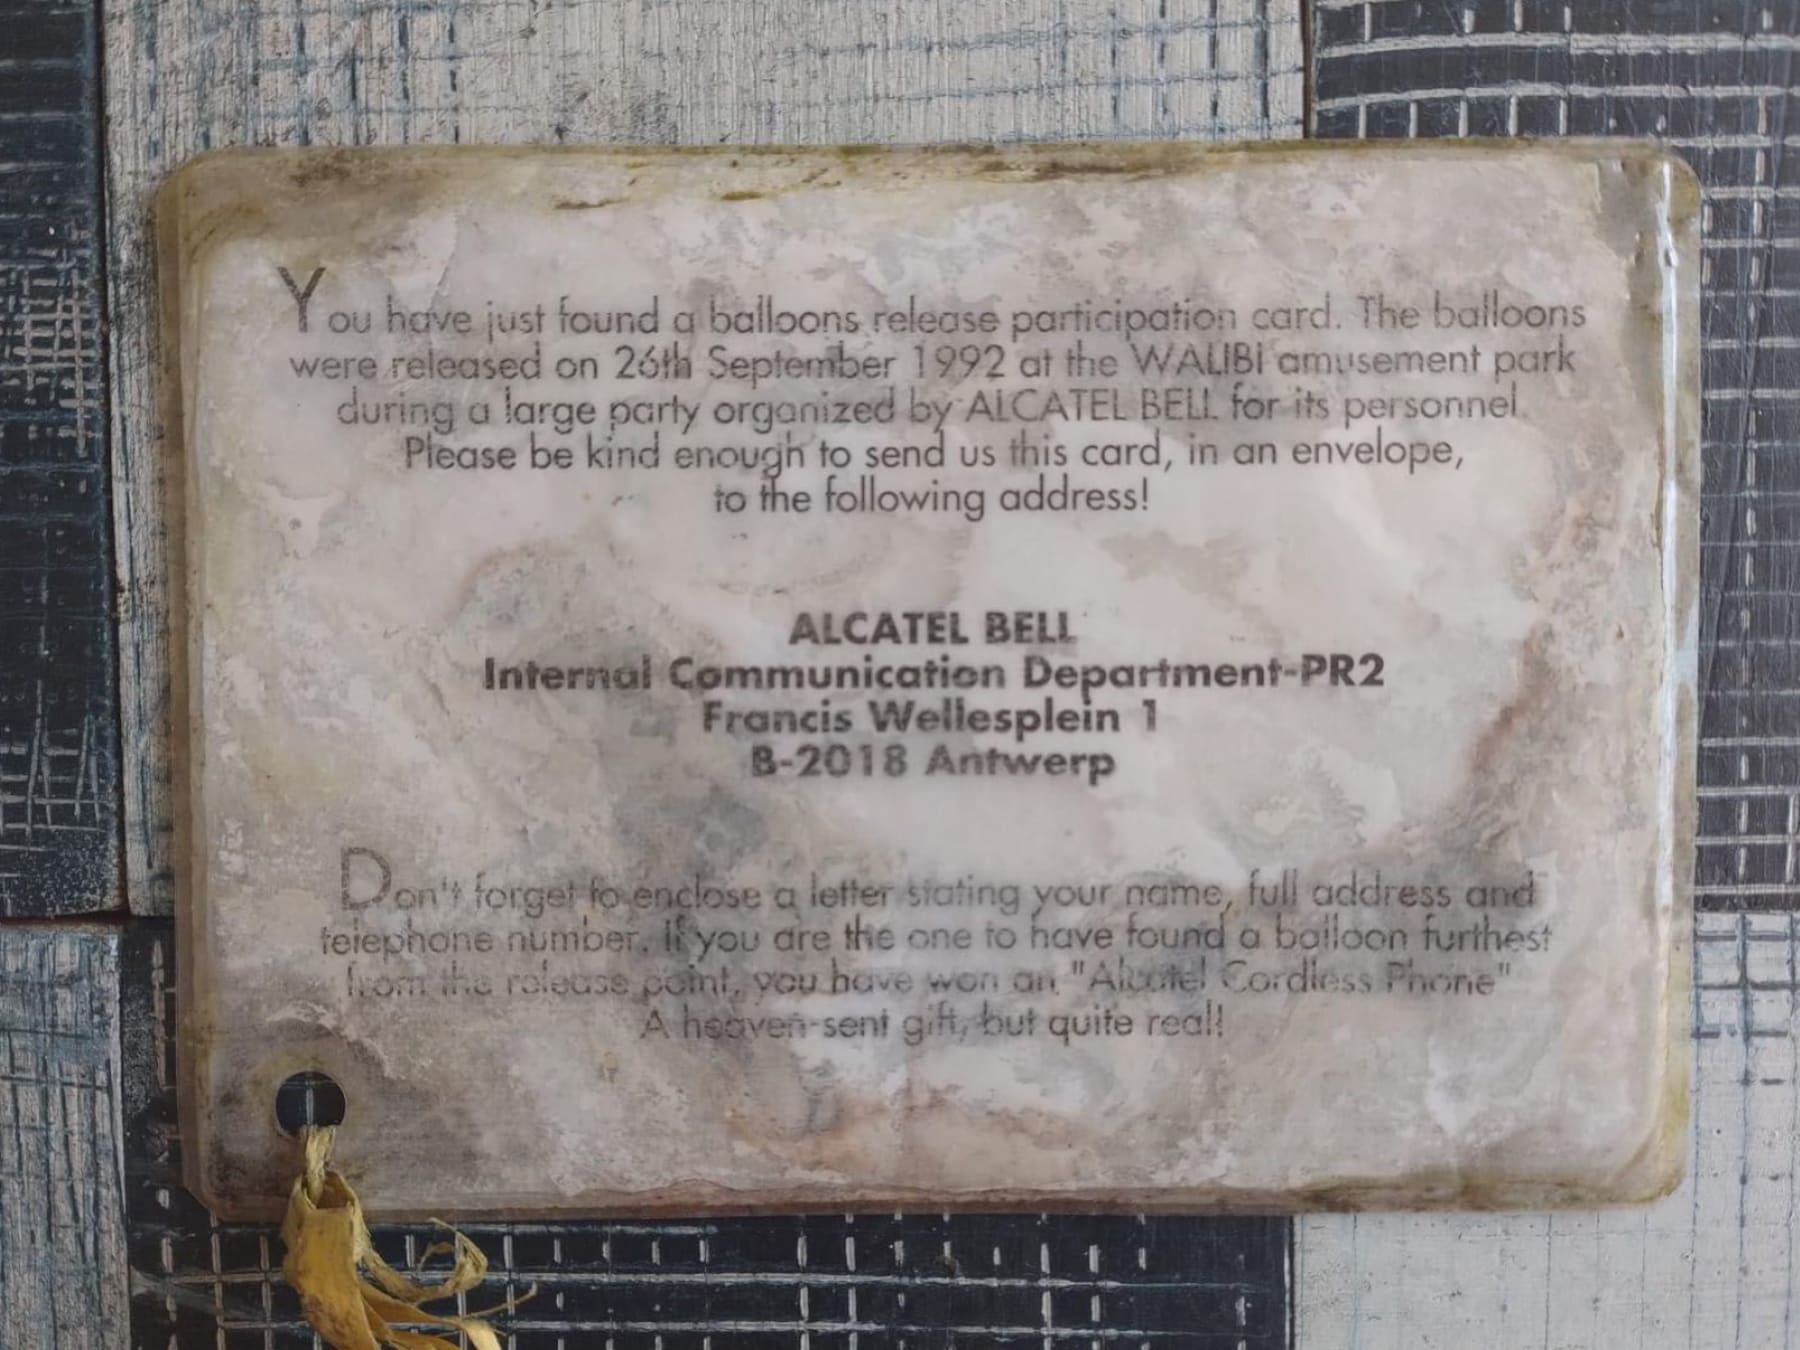 You have just found a balloons release participation card. The balloons
were released on 26th September 1992 at the WALIBI amusement park
during a large party organized by ALCATEL BELL for its personnel.
Please be kind enough to send us this card, in an envelope,
to the following address!
ALCATEL BELL
Internal Communication Department-PR2
Francis Wellesplein 1
B-2018 Antwerp
Don't forget to enclose a letter stating your name, full address and
telephone number. If you are the one to have found a balloon furthest
from the release point, you have won an "Alcatel Cordless Phone"
A heaven-sent gift, but quite real!